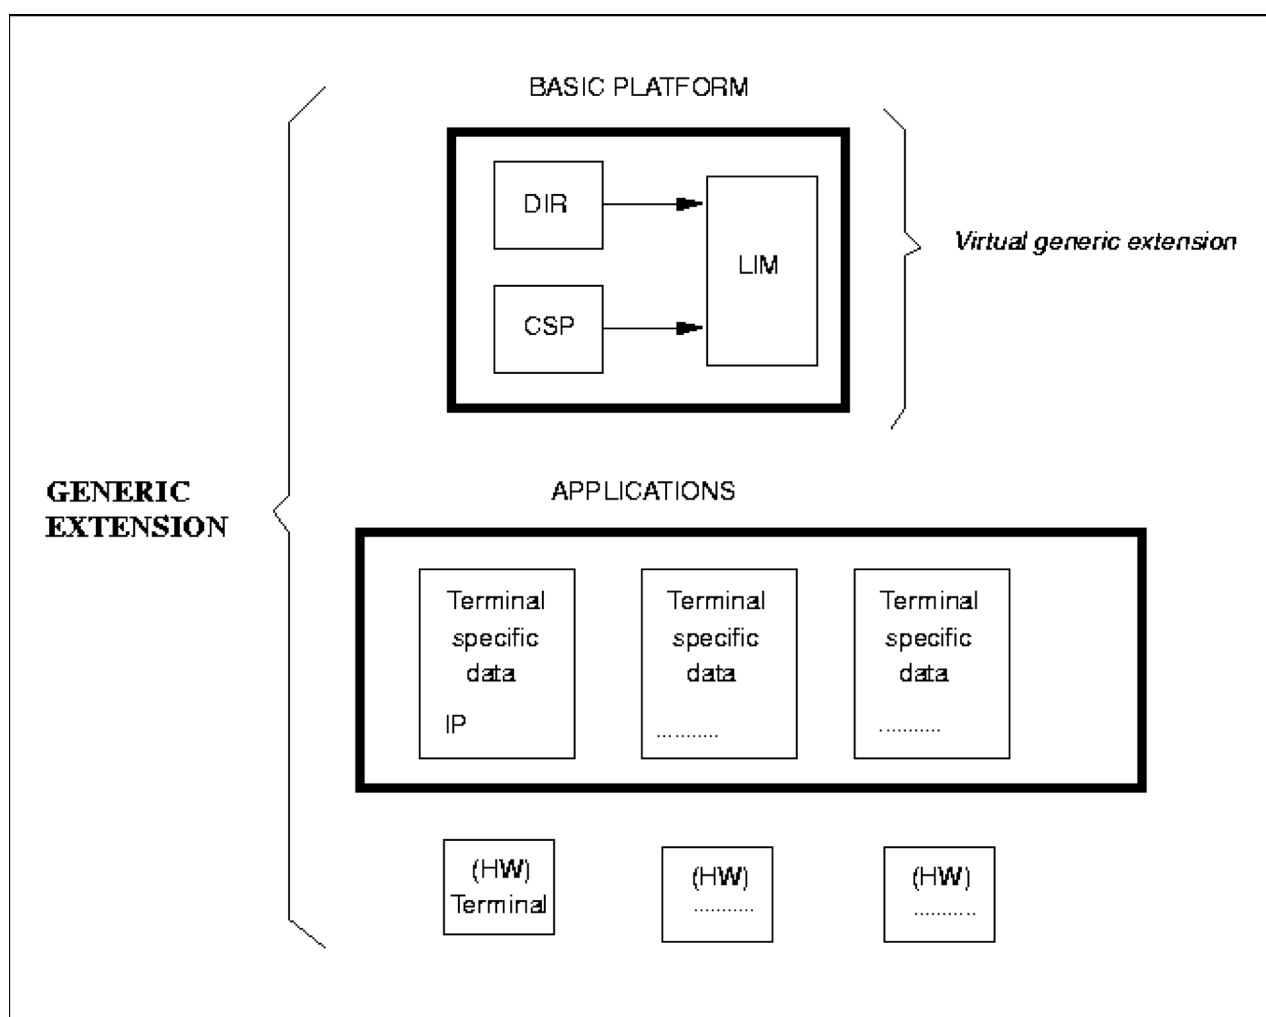 BASIC PLATFORM
DIR
LIM
CSP
Virtual generic extension
GENERIC
EXTENSION
APPLICATIONS
Terminal
specific
data
IP
Terminal
specific
data
...........
Terminal
specific
data
...........
(HW)
Terminal
(HW)
...........
(HW)
...........